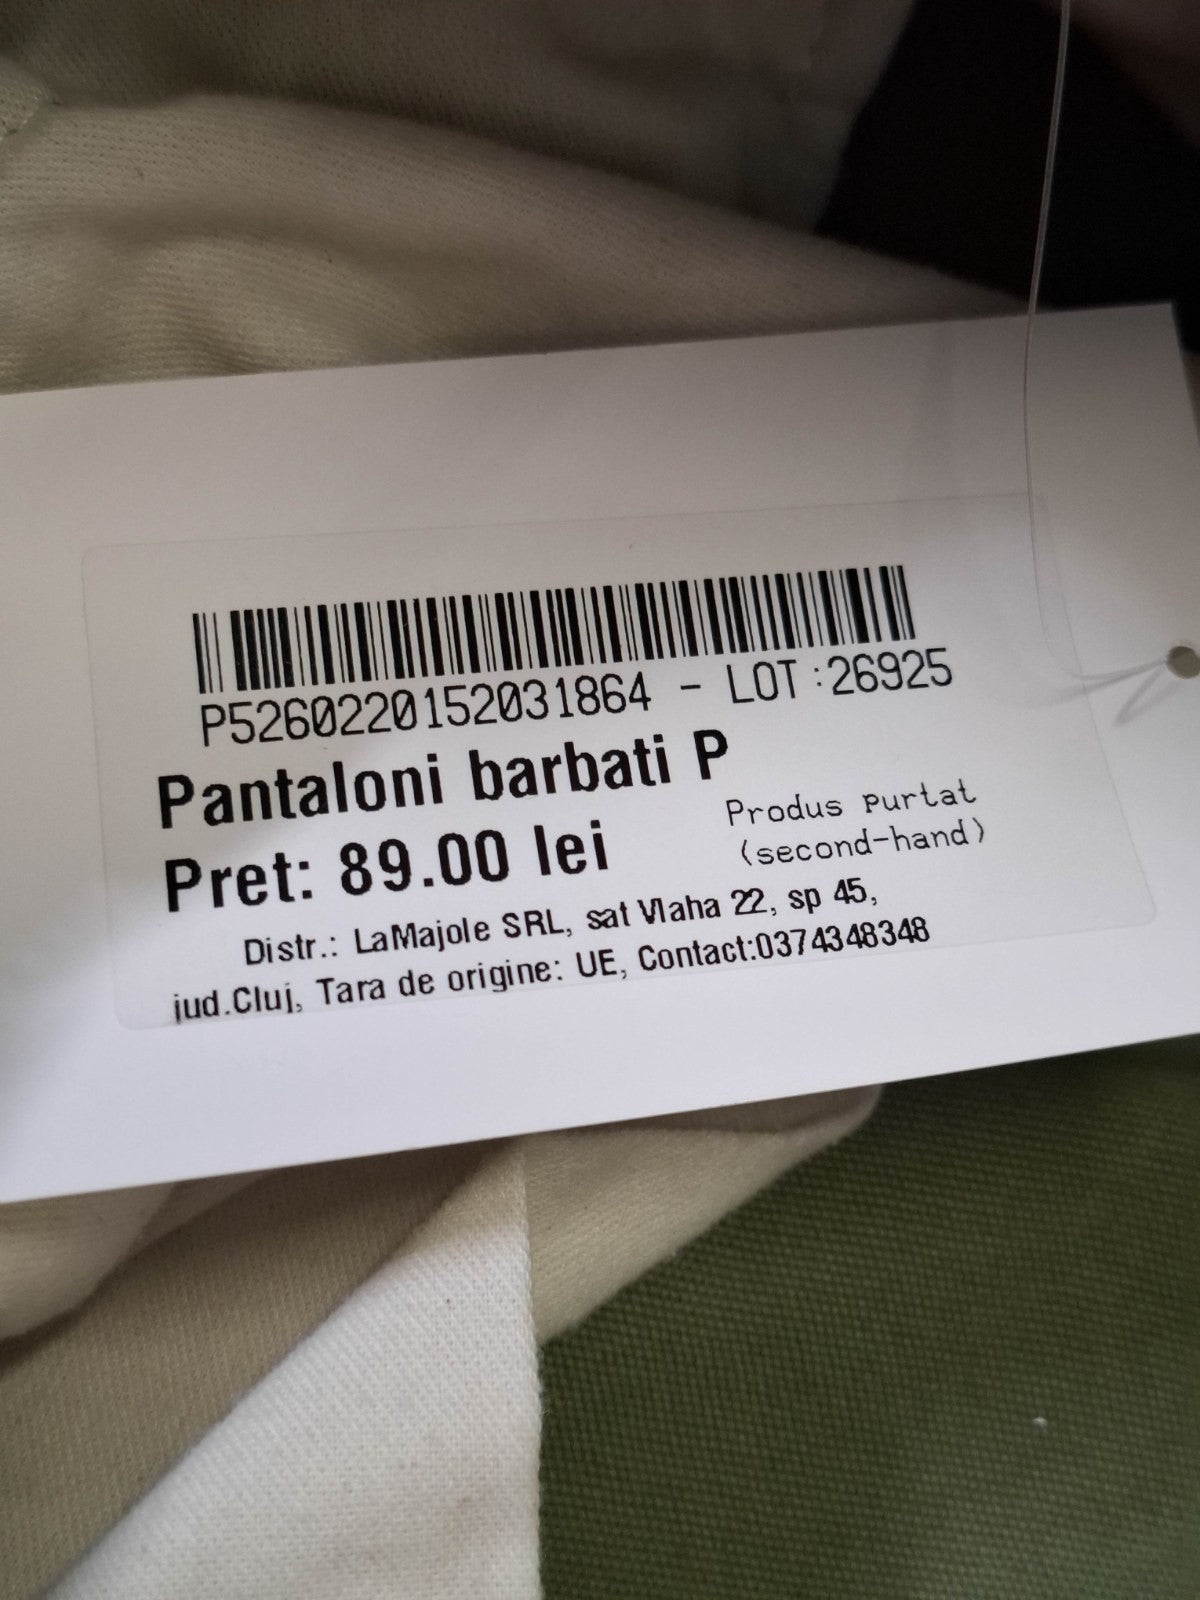 P5260220152031864 - LOT:26925
Pantaloni barbati P
Pret: 89.00 lei
Produs purtat
(second-hand)
Distr.: LaMajole SRL, sat Vlaha 22, sp 45,
jud.Cluj, Tara de origine: UE, Contact:0374348348